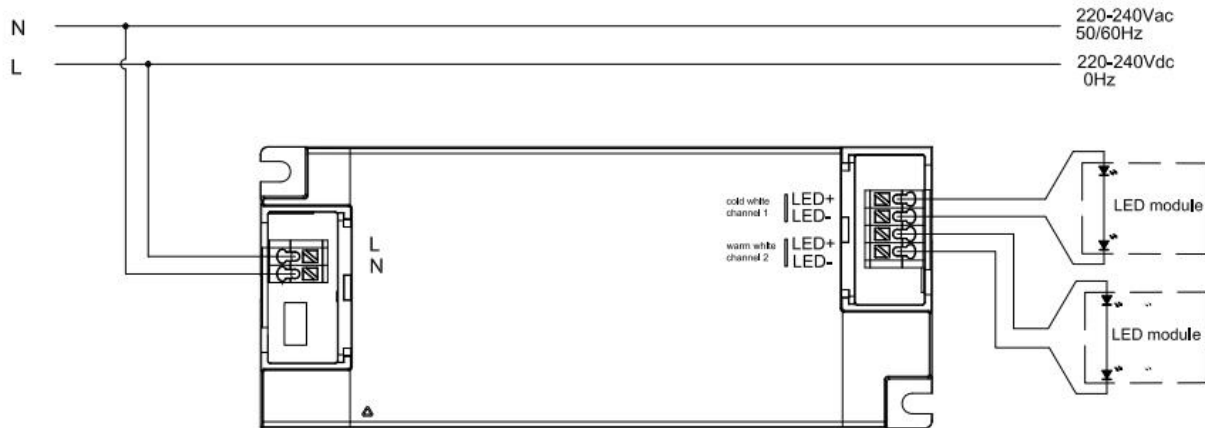 N
220-240Vac
50/60Hz
L
220-240Vdc
0Hz
cold white
channel 1
LED+
LED-
warm white
channel 2
LED+
LED-
L
N
LED module
LED module